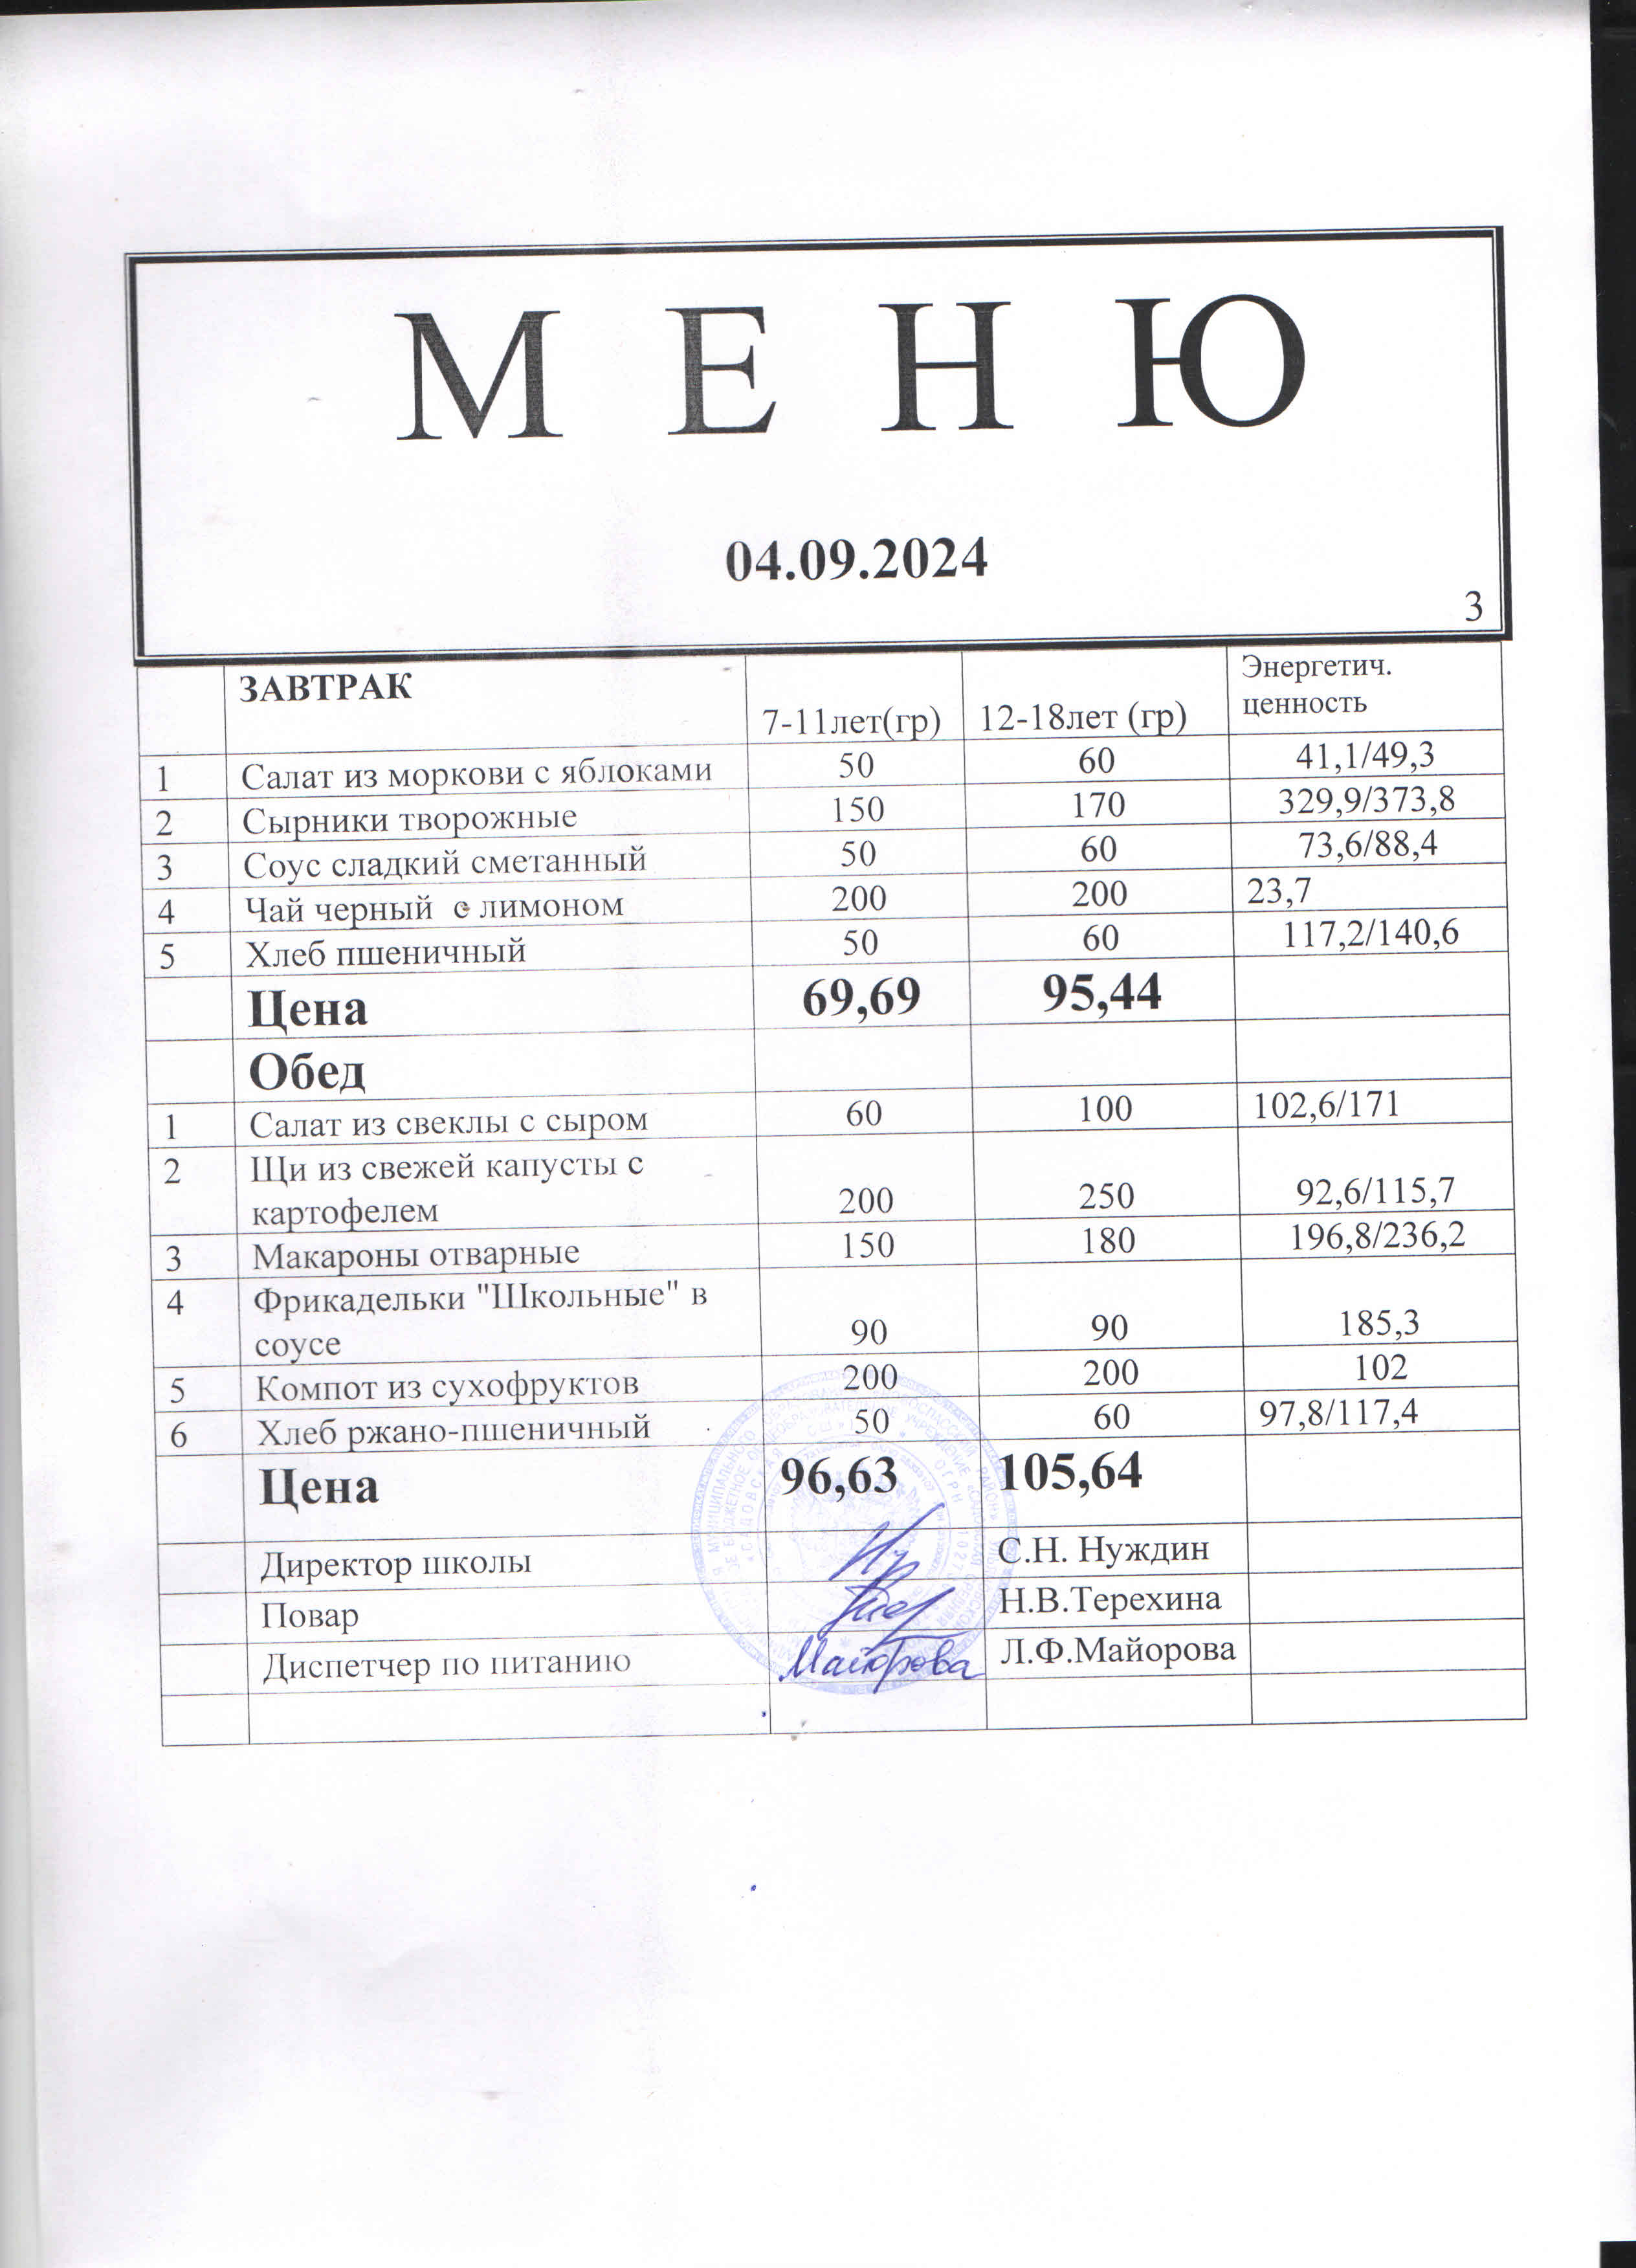 М Е Н Ю
04.09.2024
3
ЗАВТРАК 7-11лет(гр) 12-18лет (гр) Энергетич. ценность
1 Салат из моркови с яблоками 50 60 41,1/49,3
2 Сырники творожные 150 170 329,9/373,8
3 Соус сладкий сметанный 50 60 73,6/88,4
4 Чай черный с лимоном 200 200 23,7
5 Хлеб пшеничный 50 60 117,2/140,6
Цена 69,69 95,44
Обед
1 Салат из свеклы с сыром 60 100 102,6/171
2 Щи из свежей капусты с
картофелем 200 250 92,6/115,7
3 Макароны отварные 150 180 196,8/236,2
4 Фрикадельки "Школьные" в
соусе 90 90 185,3
5 Компот из сухофруктов 200 200 102
6 Хлеб ржано-пшеничный 50 60 97,8/117,4
Цена 96,63 105,64
Директор школы С.Н. Нуждин
Повар Н.В.Терехина
Диспетчер по питанию Майорова Л.Ф.Майорова